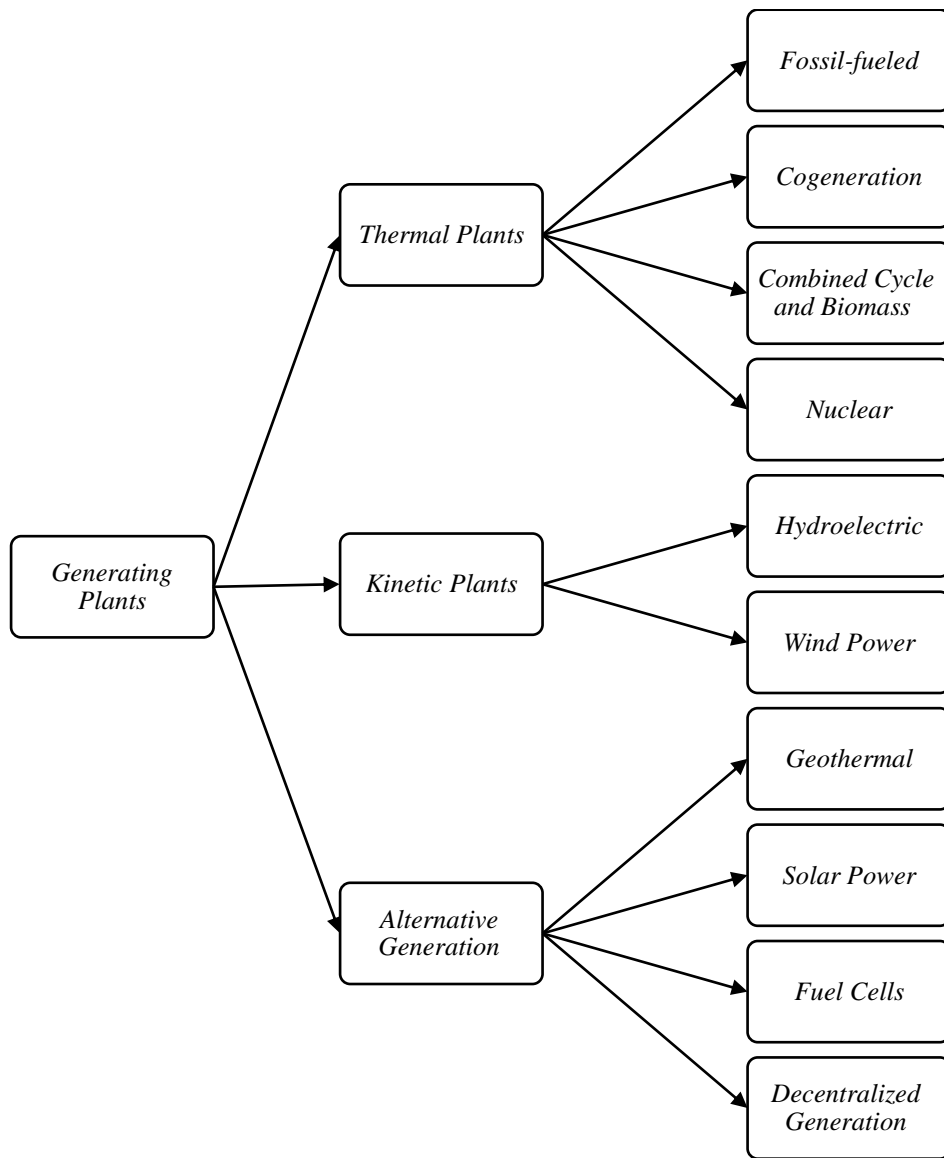 Fossil-fueled
Cogeneration
Thermal Plants
Combined Cycle
and Biomass
Nuclear
Hydroelectric
Generating
Plants
Kinetic Plants
Wind Power
Geothermal
Solar Power
Alternative
Generation
Fuel Cells
Decentralized
Generation